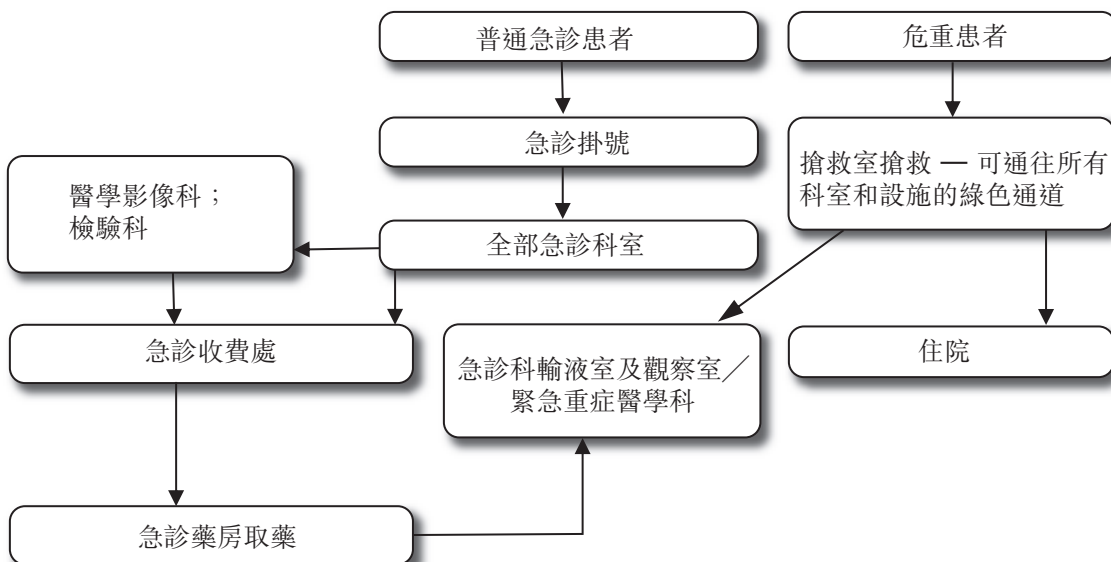 普通急診患者
危重患者
急診掛號
搶救室搶救 — 可通往所有
科室和設施的綠色通道
醫學影像科；
檢驗科
全部急診科室
急診收費處
急診科輸液室及觀察室／
緊急重症醫學科
住院
急診藥房取藥